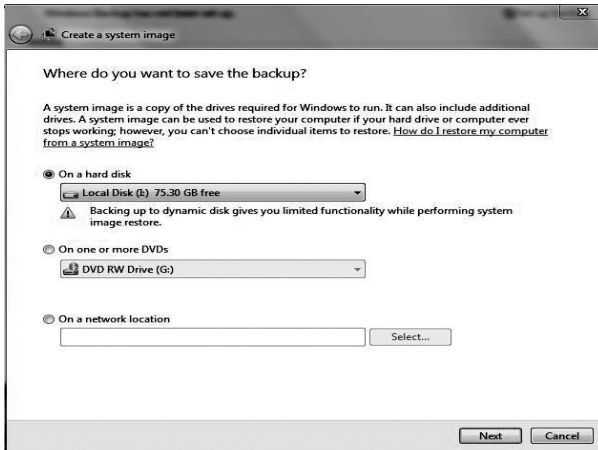 Create a system image
Where do you want to save the backup?
A system image is a copy of the drives required for Windows to run. It can also include additional
drives. A system image can be used to restore your computer if your hard drive or computer ever
stops working; however, you can't choose individual items to restore. How do I restore my computer
from a system image?
On a hard disk
Local Disk (I:) 75.30 GB free
Backing up to dynamic disk gives you limited functionality while performing system
image restore.
On one or more DVDs
DVD RW Drive (G:)
On a network location
Select...
Next Cancel